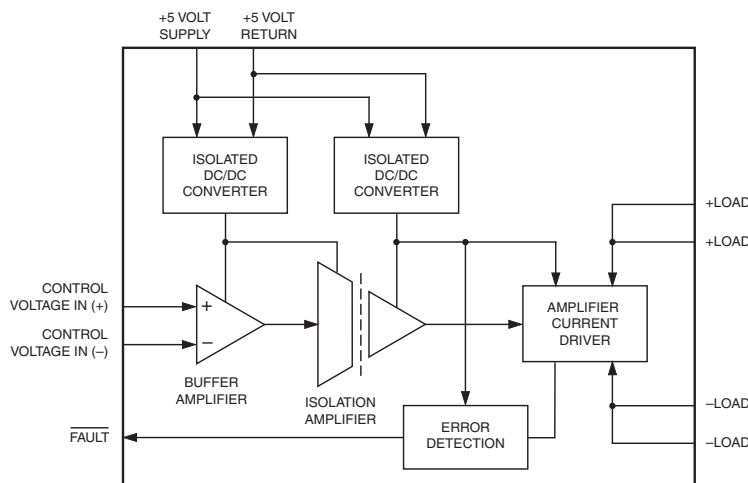 +5 VOLT
SUPPLY
+5 VOLT
RETURN
ISOLATED
DC/DC
CONVERTER
ISOLATED
DC/DC
CONVERTER
+LOAD
+LOAD
CONTROL
VOLTAGE IN (+)
CONTROL
VOLTAGE IN (–)
+
–
BUFFER
AMPLIFIER
ISOLATION
AMPLIFIER
AMPLIFIER
CURRENT
DRIVER
–LOAD
–LOAD
ERROR
DETECTION
FAULT